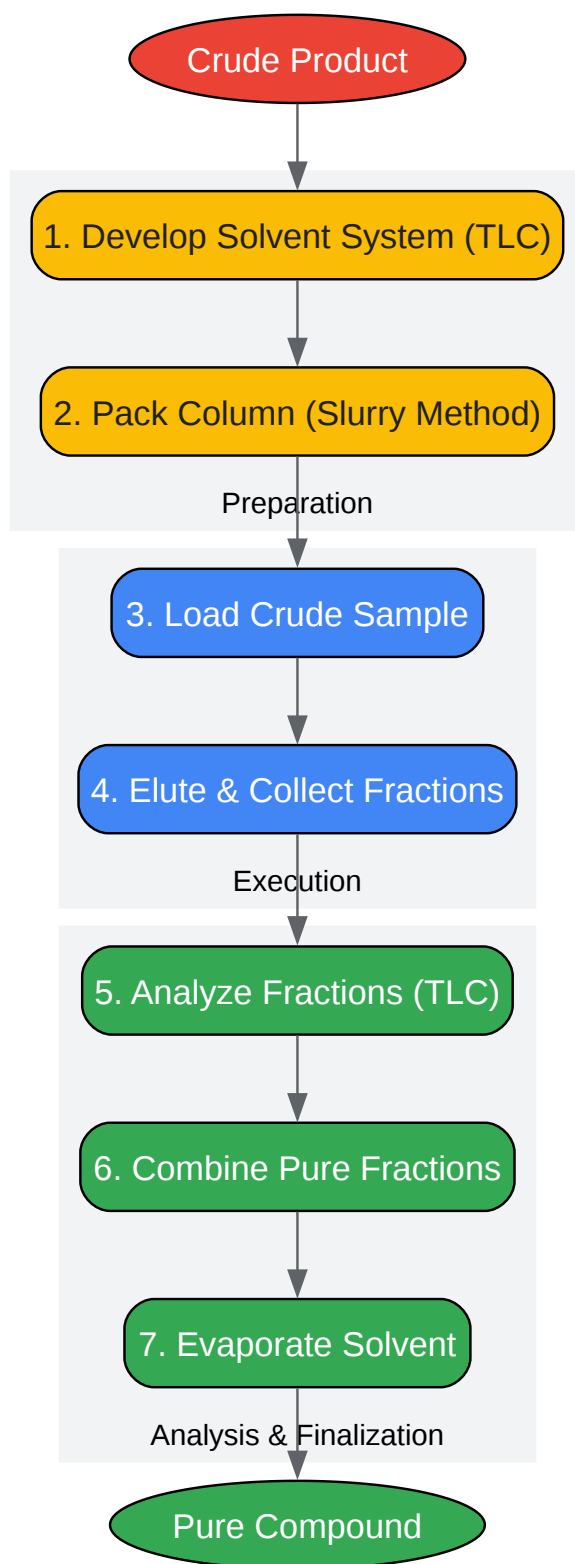 Crude Product
1. Develop Solvent System (TLC)
2. Pack Column (Slurry Method)
Preparation
3. Load Crude Sample
4. Elute & Collect Fractions
Execution
5. Analyze Fractions (TLC)
6. Combine Pure Fractions
7. Evaporate Solvent
Analysis & Finalization
Pure Compound